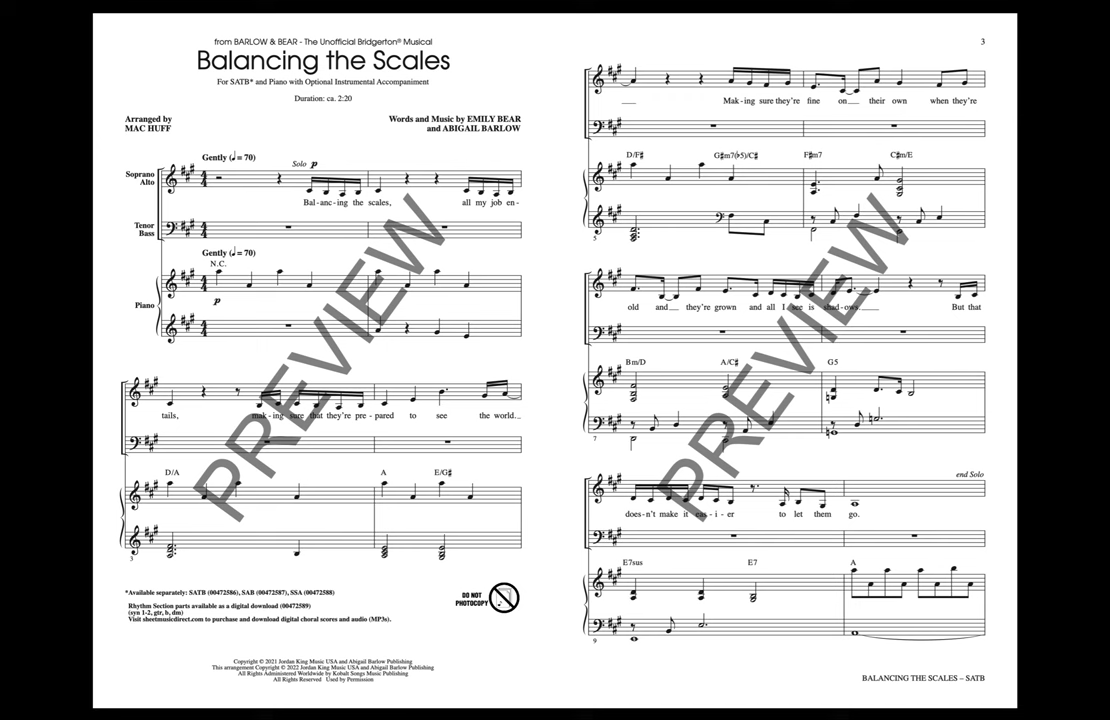 from BARLOW & BEAR - The Unofficial Bridgerton® Musical
Balancing the Scales
For SATB* and Piano with Optional Instrumental Accompaniment
Duration: ca. 2:20
Arranged by
MAC HUFF
Words and Music by EMILY BEAR
and ABIGAIL BARLOW
Gently (♩= 70)
Solo p
Soprano
Alto
Bal - anc - ing the scales, all my job en -
Tenor
Bass
Gently (♩= 70)
N.C.
p
Piano
tails, mak - ing sure that they're pre - pared to see the world.
D/A A E/G♯
3
*Available separately: SATB (00472586), SAB (00472587), SSA (00472588)
Rhythm Section parts available as a digital download (00472589)
(syn 1-2, gtr, b, dm)
Visit sheetmusicdirect.com to purchase and download digital choral scores and audio (MP3s).
DO NOT
PHOTOCOPY
Copyright © 2021 Jordan King Music USA and Abigail Barlow Publishing
This arrangement Copyright © 2022 Jordan King Music USA and Abigail Barlow Publishing
All Rights Administered Worldwide by Kobalt Songs Music Publishing
All Rights Reserved Used by Permission
PREVIEW
3
Mak - ing sure they're fine on their own when they're
D/F♯ G♯m7(♭5)/C♯ F♯m7 C♯m/E
5
old and they're grown and all I see is shad - ows. But that
Bm/D A/C♯ G5
7
end Solo
does - n't make it eas - i - er to let them go.
E7sus E7 A
9
PREVIEW
BALANCING THE SCALES – SATB